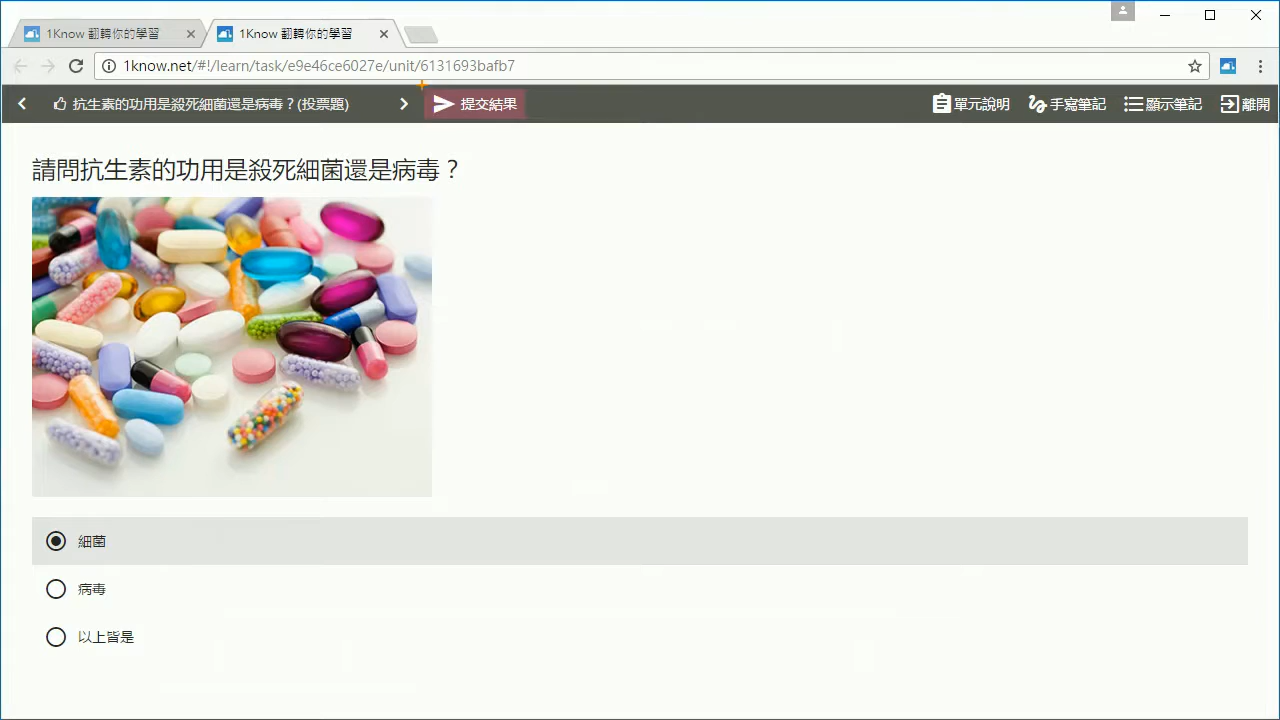 1Know 翻轉你的學習
1Know 翻轉你的學習
1know.net/#!/learn/task/e9e46ce6027e/unit/6131693bafb7
抗生素的功用是殺死細菌還是病毒？(投票題)
提交結果
單元說明
手寫筆記
顯示筆記
離開
請問抗生素的功用是殺死細菌還是病毒？
細菌
病毒
以上皆是